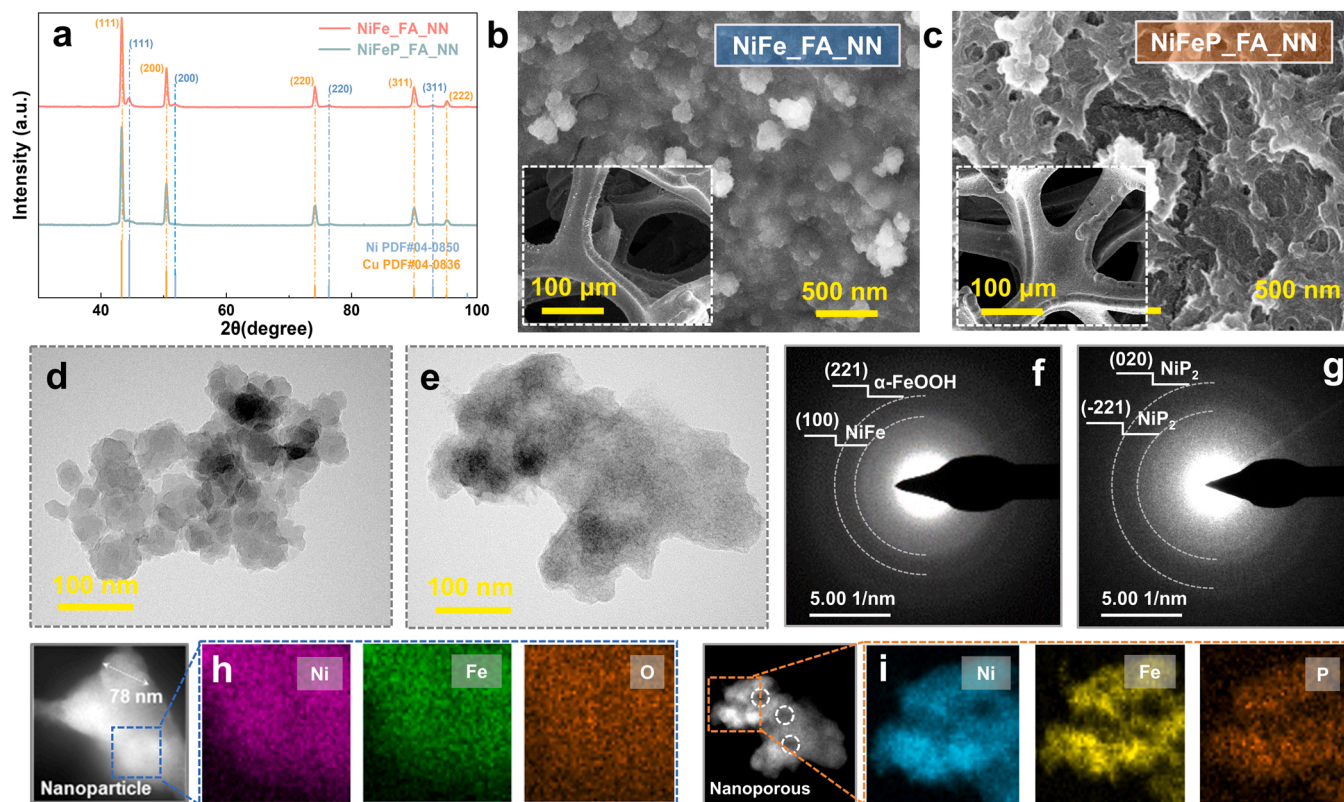 a
(111)
(111)
(200)
(200)
(220)
(220)
(311)
(311)
(222)
NiFe_FA_NN
NiFeP_FA_NN
Ni PDF#04-0850
Cu PDF#04-0836
Intensity (a.u.)
40
60
80
100
2θ(degree)
b
NiFe_FA_NN
100 μm
500 nm
c
NiFeP_FA_NN
100 μm
500 nm
d
100 nm
e
100 nm
f
(221)
α-FeOOH
(100)
NiFe
5.00 1/nm
g
(020)
NiP₂
(-221)
NiP₂
5.00 1/nm
78 nm
Nanoparticle
h
Ni
Fe
O
Nanoporous
i
Ni
Fe
P